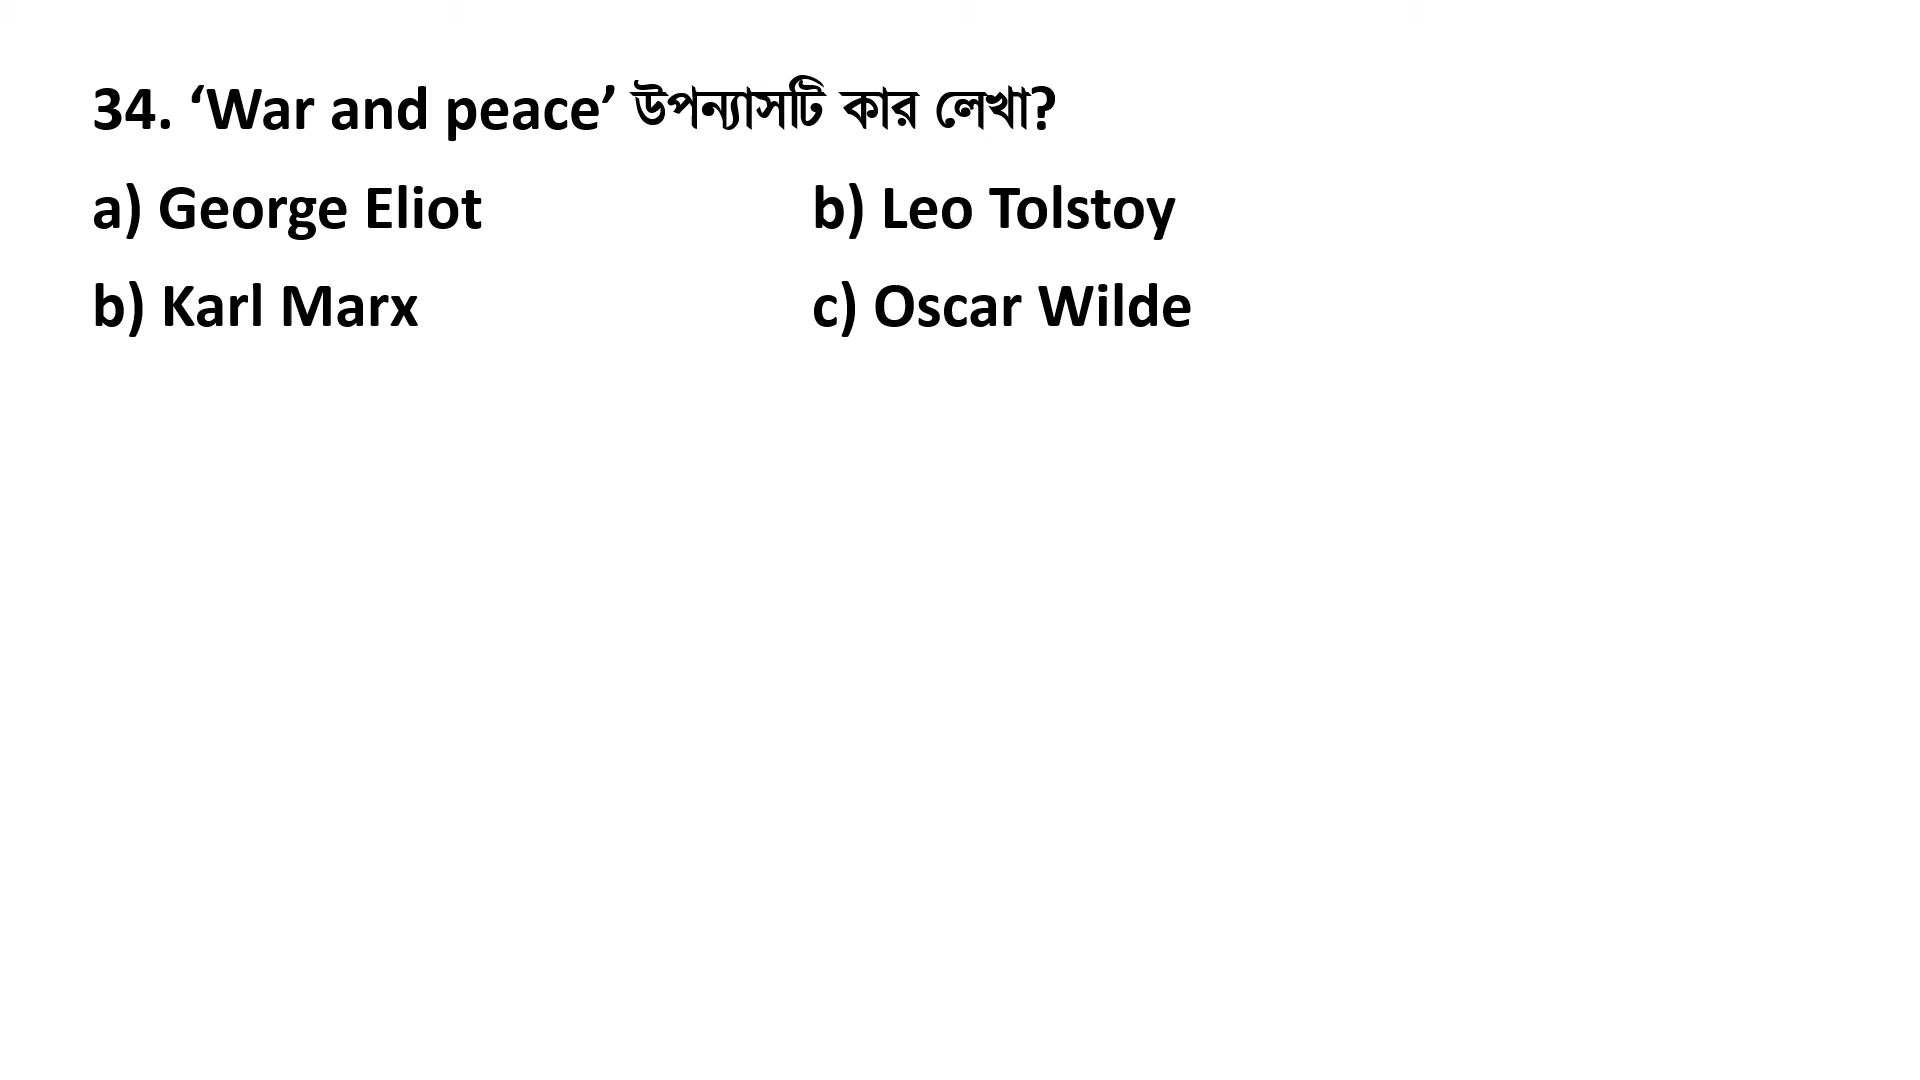 34. ‘War and peace’ উপন্যাসটি কার লেখা?
a) George Eliot b) Leo Tolstoy
b) Karl Marx c) Oscar Wilde